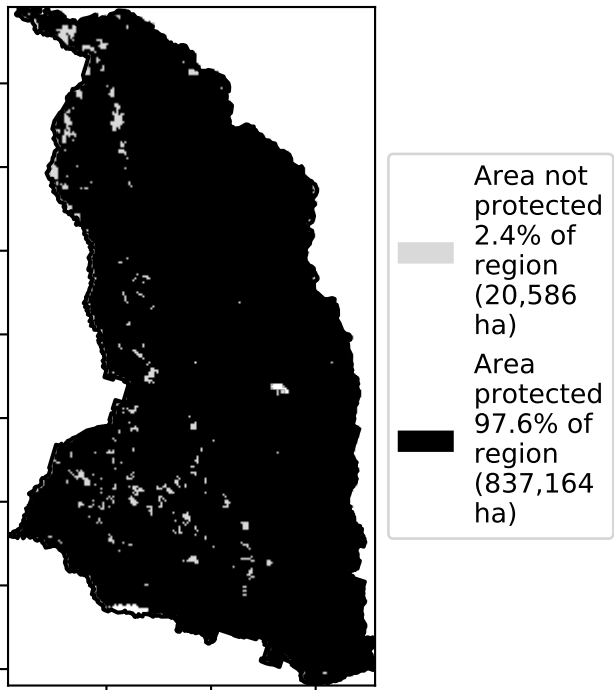 Area not
protected
2.4% of
region
(20,586
ha)
Area
protected
97.6% of
region
(837,164
ha)